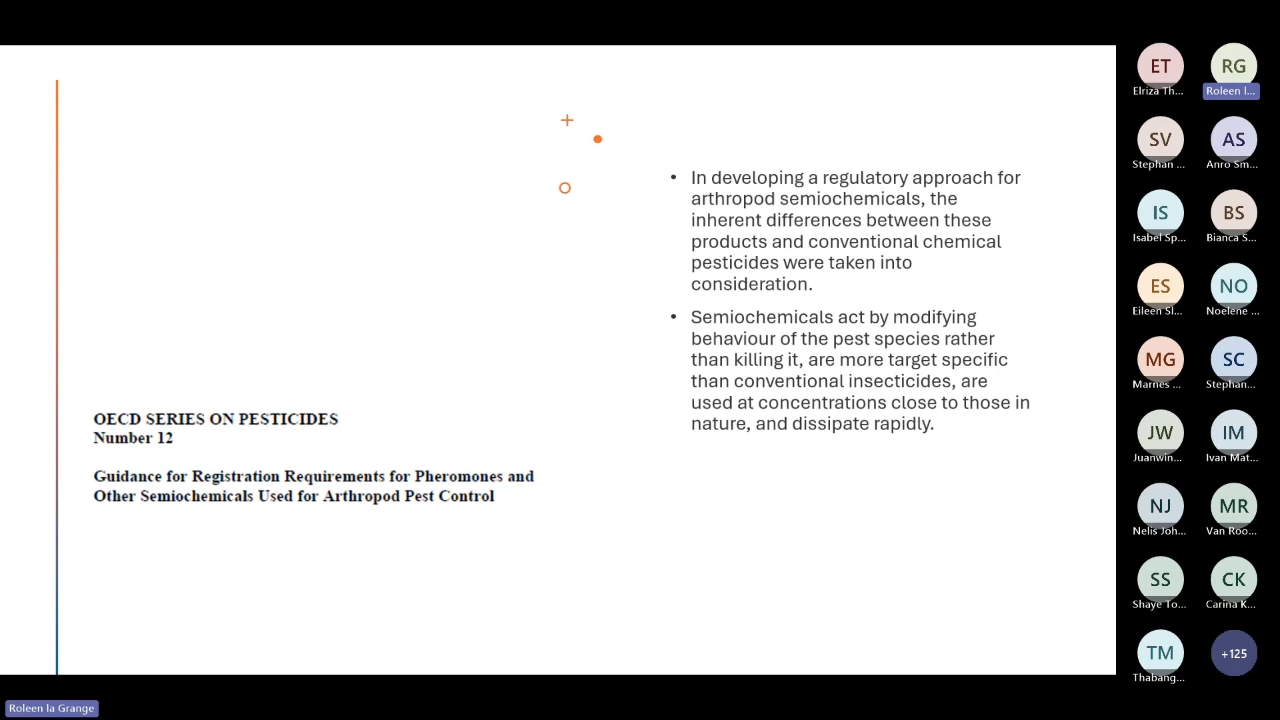 OECD SERIES ON PESTICIDES
Number 12
Guidance for Registration Requirements for Pheromones and
Other Semiochemicals Used for Arthropod Pest Control
• In developing a regulatory approach for
arthropod semiochemicals, the
inherent differences between these
products and conventional chemical
pesticides were taken into
consideration.
• Semiochemicals act by modifying
behaviour of the pest species rather
than killing it, are more target specific
than conventional insecticides, are
used at concentrations close to those in
nature, and dissipate rapidly.
ET
Elriza Th...
RG
Roleen l...
SV
Stephan ...
AS
Anro Sm...
IS
Isabel Sp...
BS
Bianca S...
ES
Eileen Sl...
NO
Noelene ...
MG
Marnes ...
SC
Stephan...
JW
Juanwin...
IM
Ivan Mat...
NJ
Nelis Joh...
MR
Van Roo...
SS
Shaye To...
CK
Carina K...
TM
Thabang...
+125
Roleen la Grange